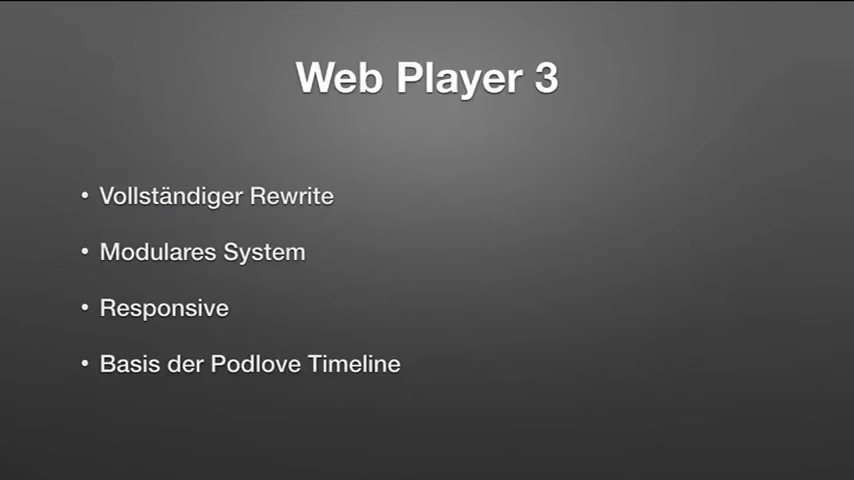 Web Player 3
• Vollständiger Rewrite
• Modulares System
• Responsive
• Basis der Podlove Timeline